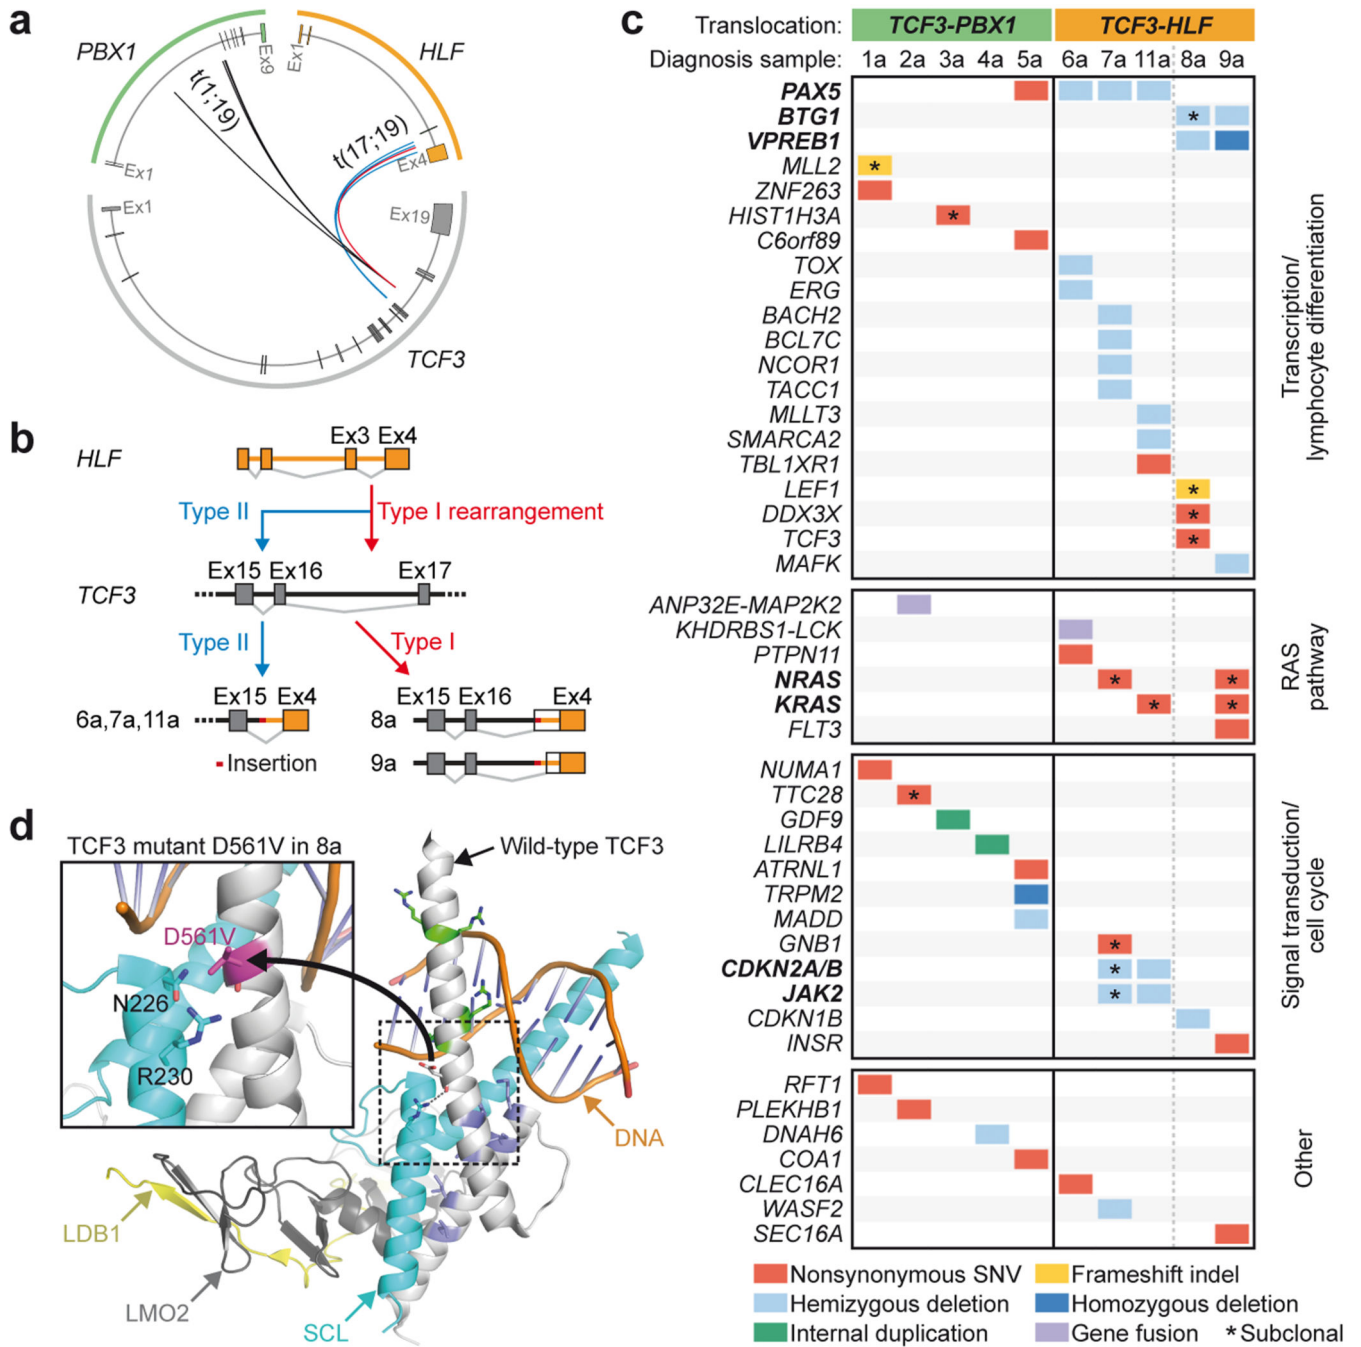 a
PBX1
HLF
Ex9
Ex1
t(1;19)
t(17;19)
Ex4
Ex1
Ex1
Ex19
TCF3
b
HLF
Ex3 Ex4
Type II
Type I rearrangement
Ex15 Ex16 Ex17
TCF3
Type II
Type I
Ex15 Ex4
Ex15 Ex16 Ex4
6a,7a,11a
8a
Insertion
9a
c
Translocation: TCF3-PBX1 TCF3-HLF
Diagnosis sample: 1a 2a 3a 4a 5a 6a 7a 11a 8a 9a
PAX5
BTG1 *
VPREB1
MLL2 *
ZNF263
HIST1H3A *
C6orf89
TOX
ERG
BACH2
BCL7C
NCOR1
TACC1
MLLT3
SMARCA2
TBL1XR1
LEF1 *
DDX3X *
TCF3 *
MAFK
Transcription/
lymphocyte differentiation
ANP32E-MAP2K2
KHDRBS1-LCK
PTPN11
NRAS * *
KRAS * *
FLT3
RAS
pathway
NUMA1
TTC28 *
GDF9
LILRB4
ATRNL1
TRPM2
MADD
GNB1 *
CDKN2A/B *
JAK2 *
CDKN1B
INSR
Signal transduction/
cell cycle
RFT1
PLEKHB1
DNAH6
COA1
CLEC16A
WASF2
SEC16A
Other
Nonsynonymous SNV Frameshift indel
Hemizygous deletion Homozygous deletion
Internal duplication Gene fusion * Subclonal
d
TCF3 mutant D561V in 8a
Wild-type TCF3
D561V
N226
R230
DNA
LDB1
LMO2
SCL